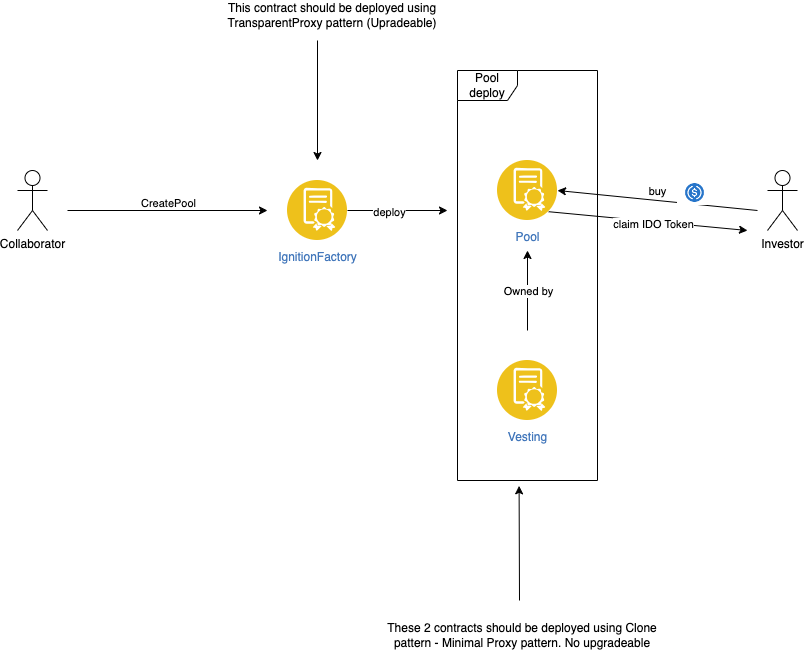 This contract should be deployed using
TransparentProxy pattern (Upradeable)
Pool
deploy
Collaborator
CreatePool
IgnitionFactory
deploy
Pool
buy
claim IDO Token
Investor
Owned by
Vesting
These 2 contracts should be deployed using Clone
pattern - Minimal Proxy pattern. No upgradeable